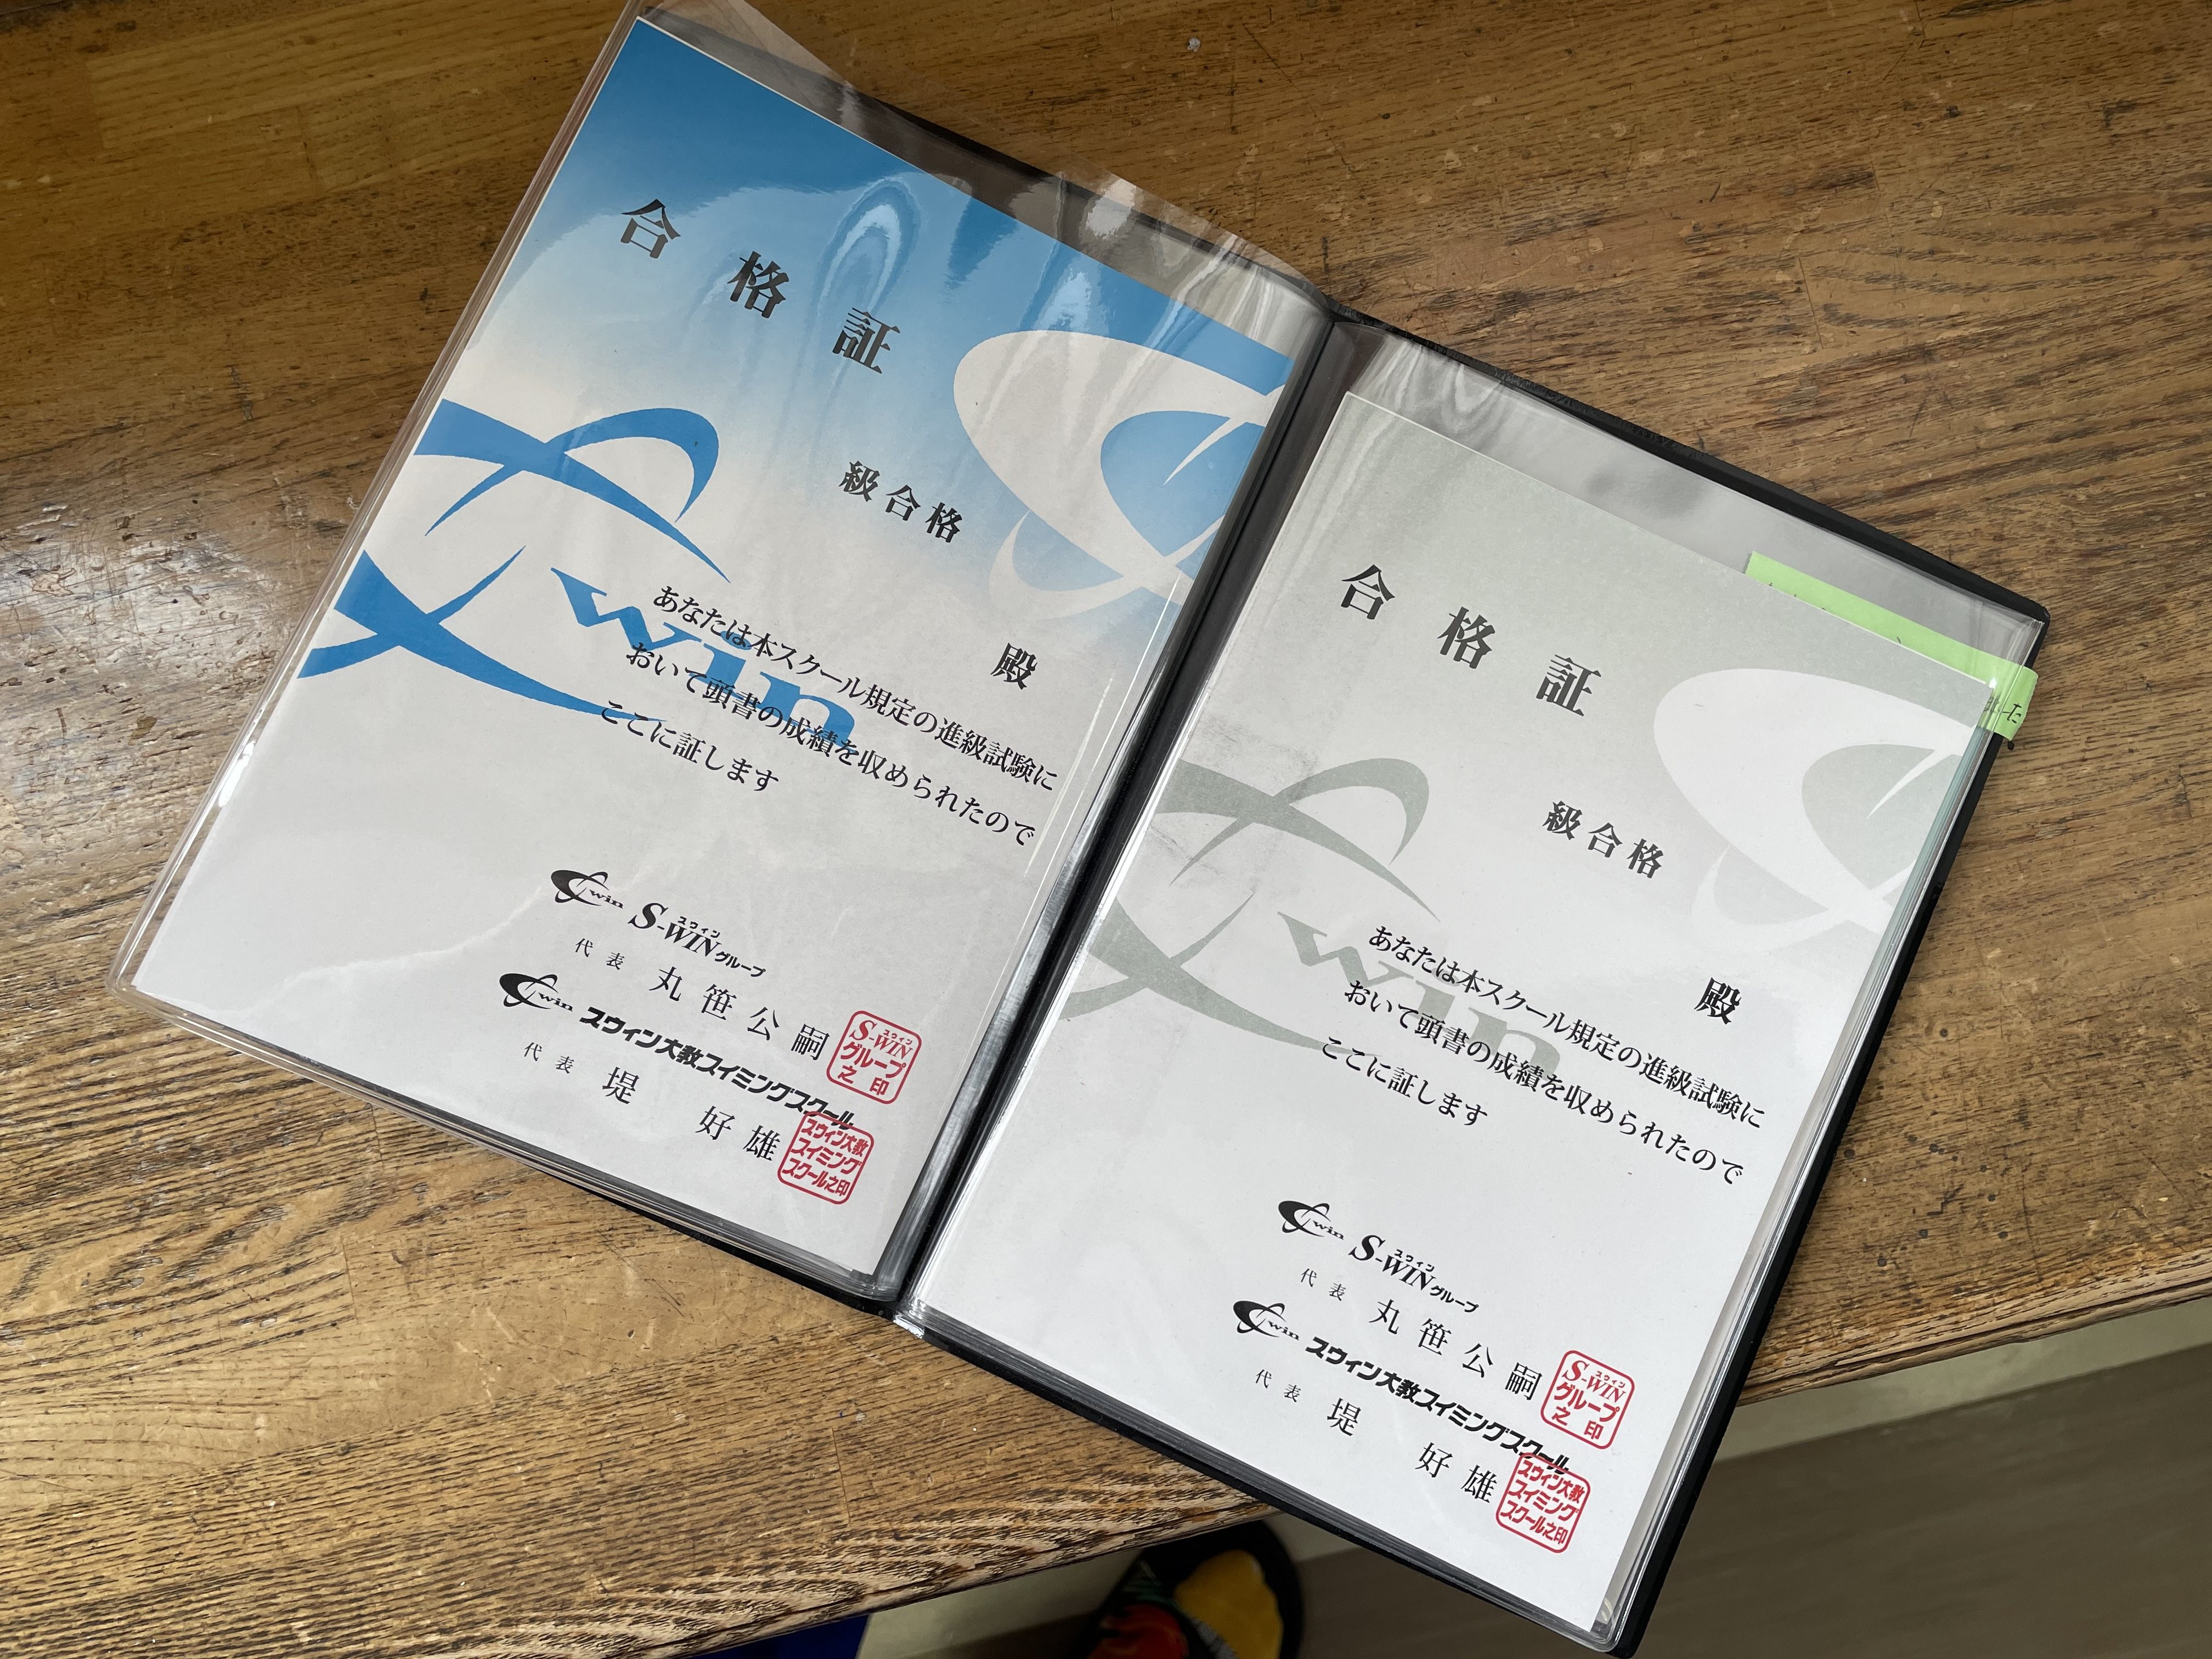 合格証
級合格
殿
あなたは本スクール規定の進級試験に
おいて頭書の成績を収められたので
ここに証します
Swin
win S-WINグループ
スウィン
代表 丸笹公嗣
S-WIN
スウィン
グループ
之印
win スウィン大教スイミングスクール
代表 堤 好雄
スウィン大教
スイミング
スクール之印
合格証
級合格
殿
あなたは本スクール規定の進級試験に
おいて頭書の成績を収められたので
ここに証します
Swin
win S-WINグループ
スウィン
代表 丸笹公嗣
S-WIN
スウィン
グループ
之印
win スウィン大教スイミングスクール
代表 堤 好雄
スウィン大教
スイミング
スクール之印